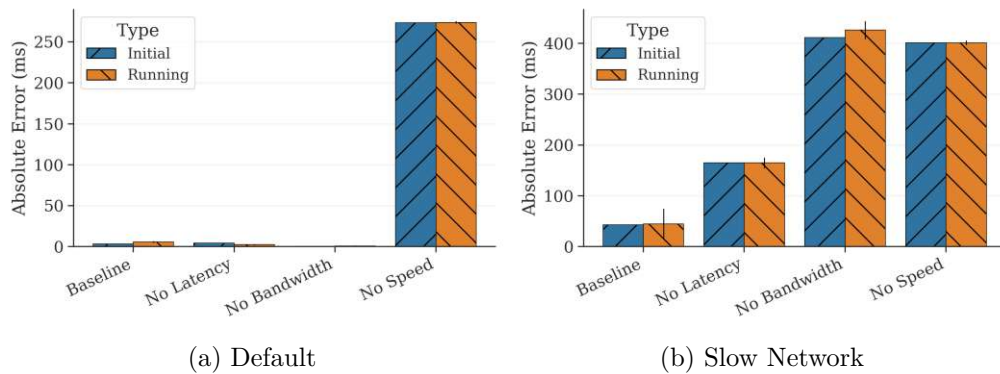 Absolute Error (ms)
250
200
150
100
50
0
Type
Initial
Running
Baseline
No Latency
No Bandwidth
No Speed
(a) Default
Absolute Error (ms)
400
300
200
100
0
Type
Initial
Running
Baseline
No Latency
No Bandwidth
No Speed
(b) Slow Network